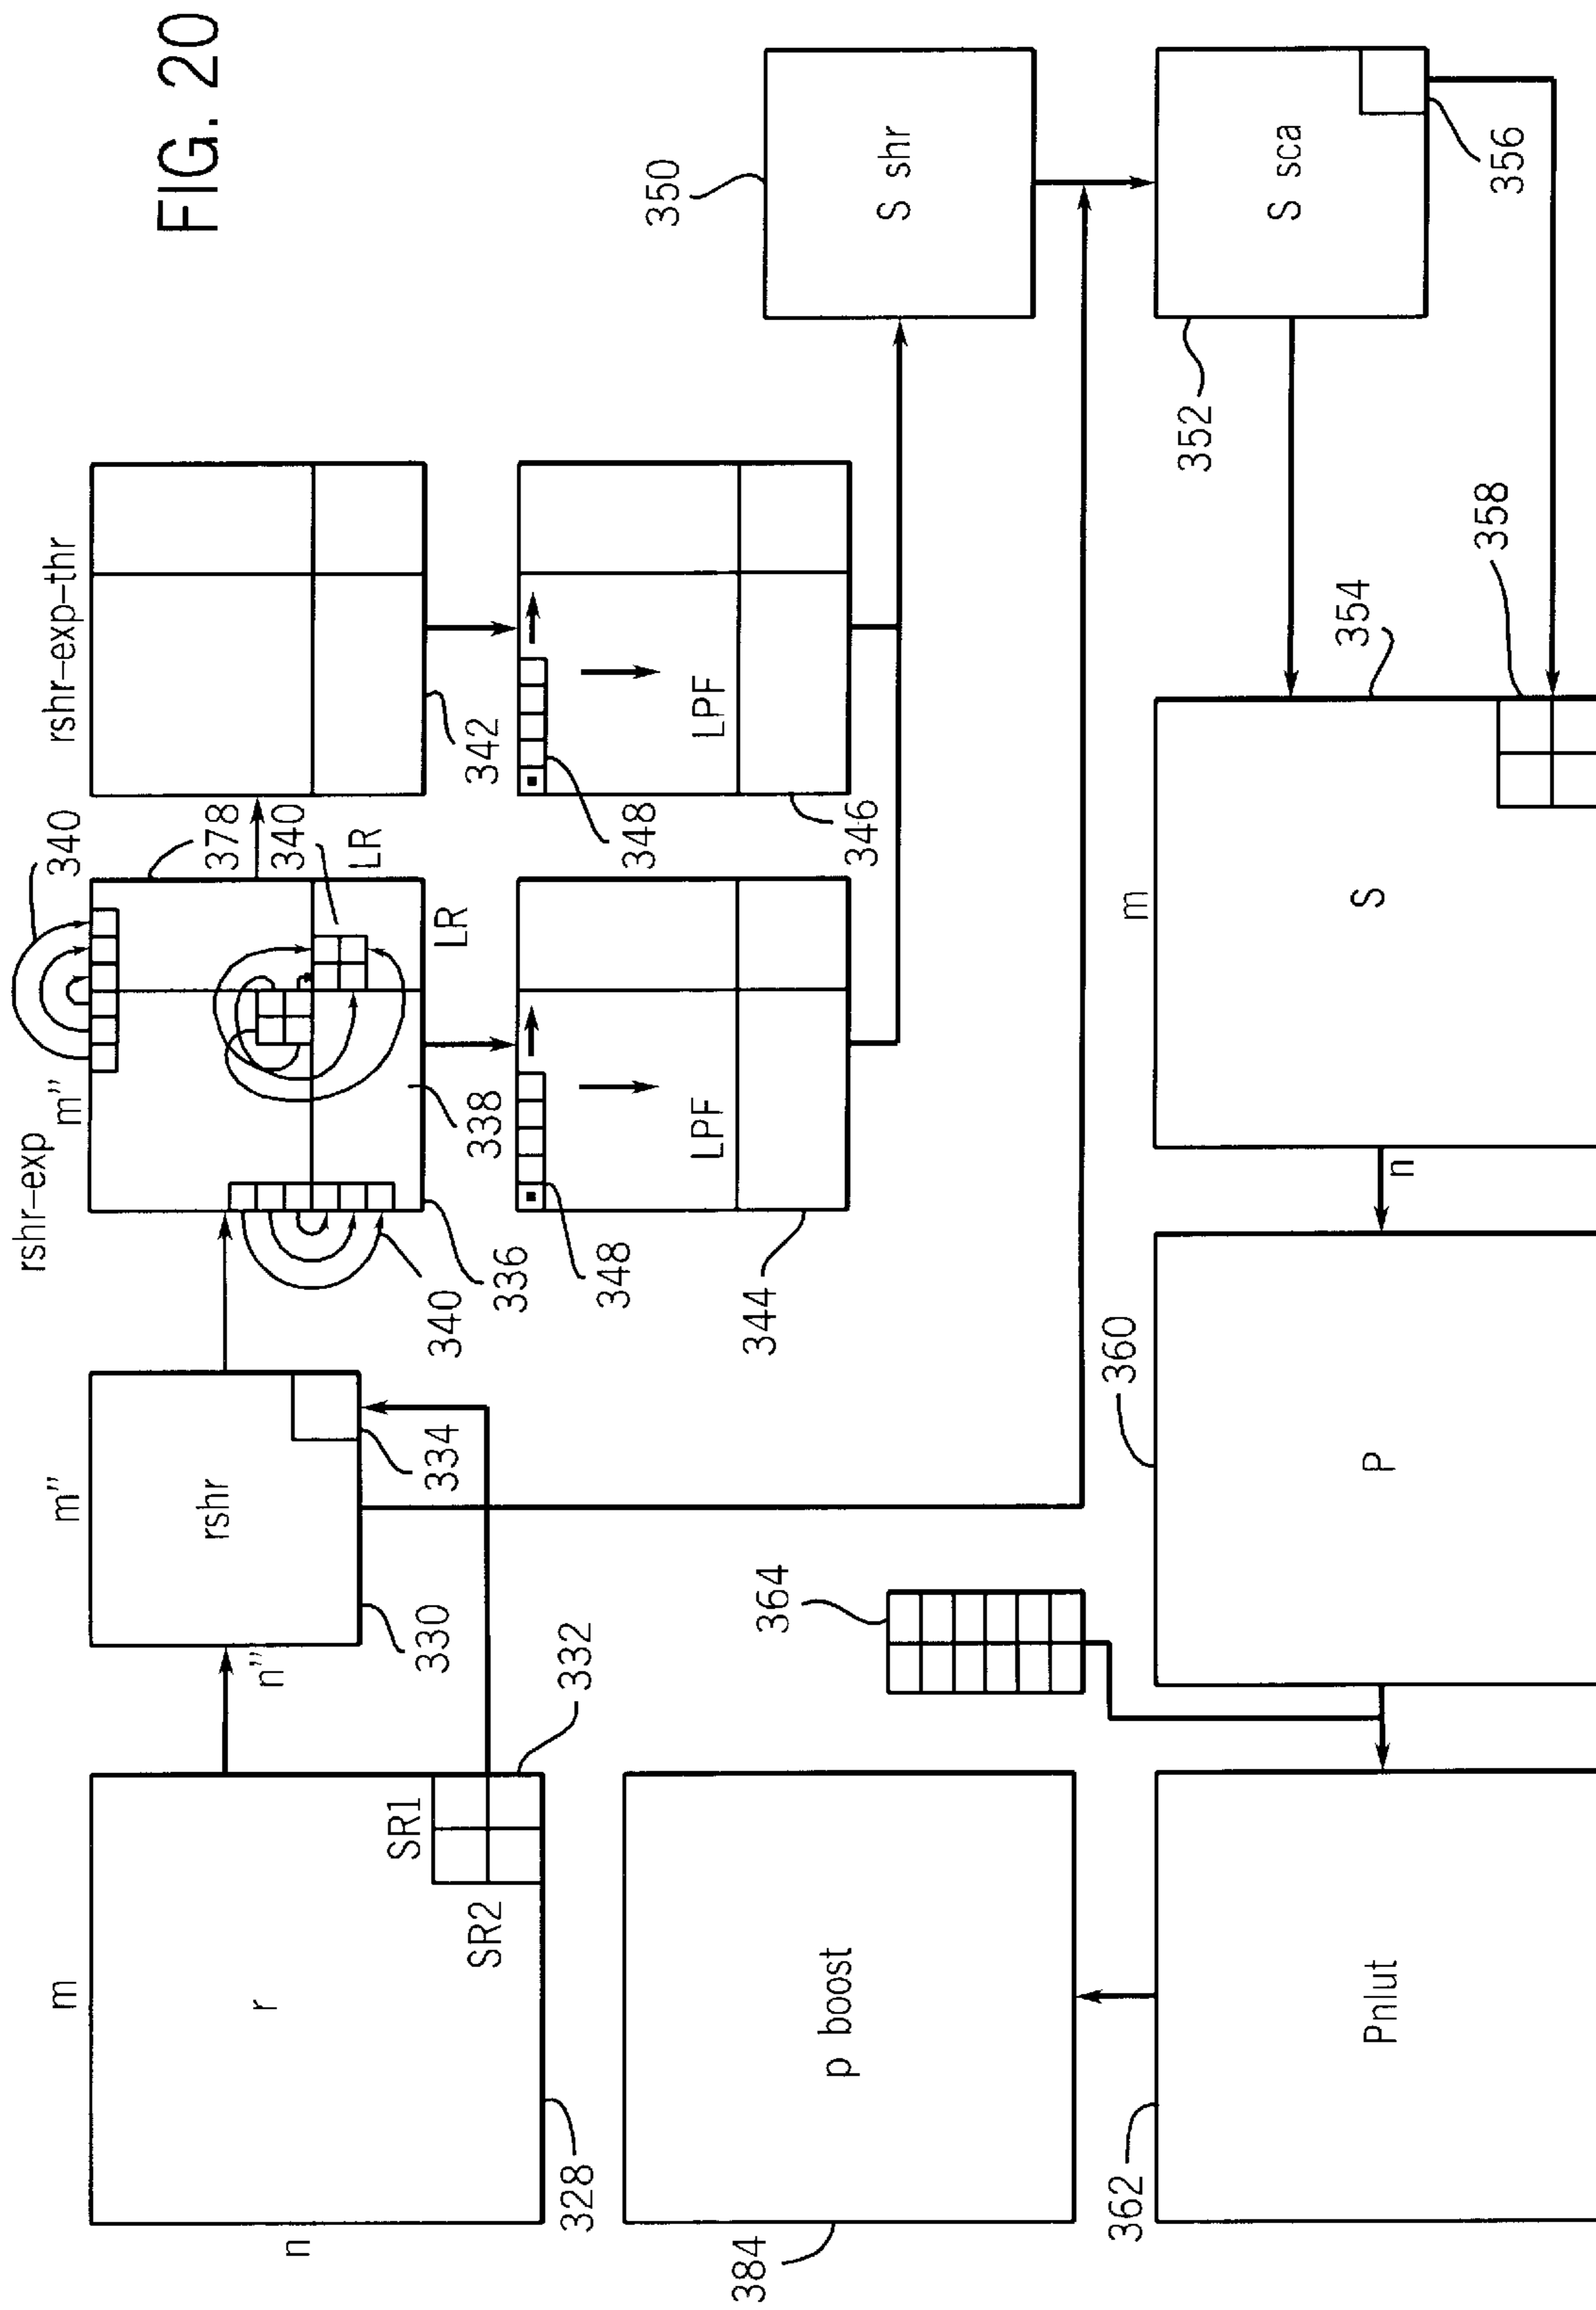 FIG. 20
m
n
r
SR1
SR2
328
332
m''
n''
rshr
330
334
rshr-exp
m''
340
378
340
LR
LR
338
336
340
rshr-exp-thr
342
348
LPF
344
348
LPF
346
350
S shr
352
S sca
356
354
358
m
S
n
360
P
364
362
Pnlut
384
p boost